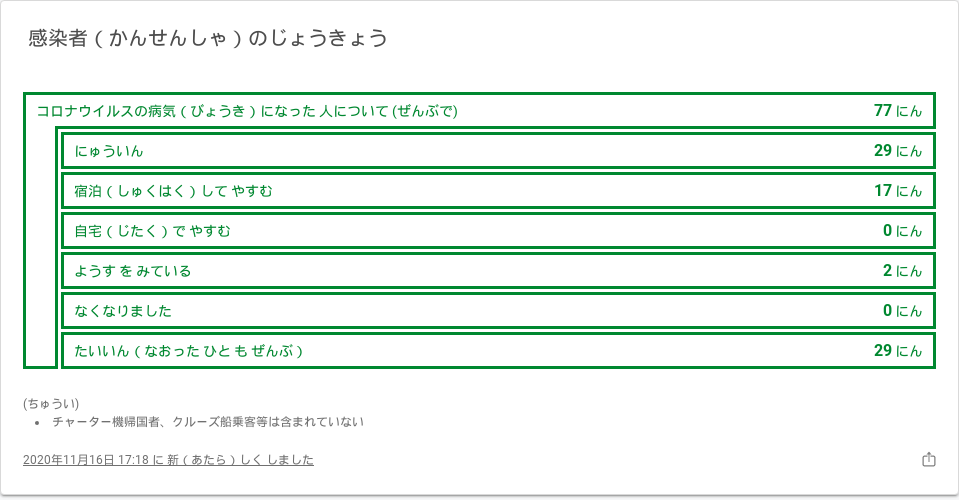 感染者（かんせんしゃ）のじょうきょう
コロナウイルスの病気（びょうき）になった 人について (ぜんぶで) 77 にん
にゅういん 29 にん
宿泊（しゅくはく）して やすむ 17 にん
自宅（じたく）で やすむ 0 にん
ようす を みている 2 にん
なくなりました 0 にん
たいいん（なおった ひと も ぜんぶ） 29 にん
(ちゅうい)
• チャーター機帰国者、クルーズ船乗客等は含まれていない
2020年11月16日 17:18 に 新（あたら）しく しました